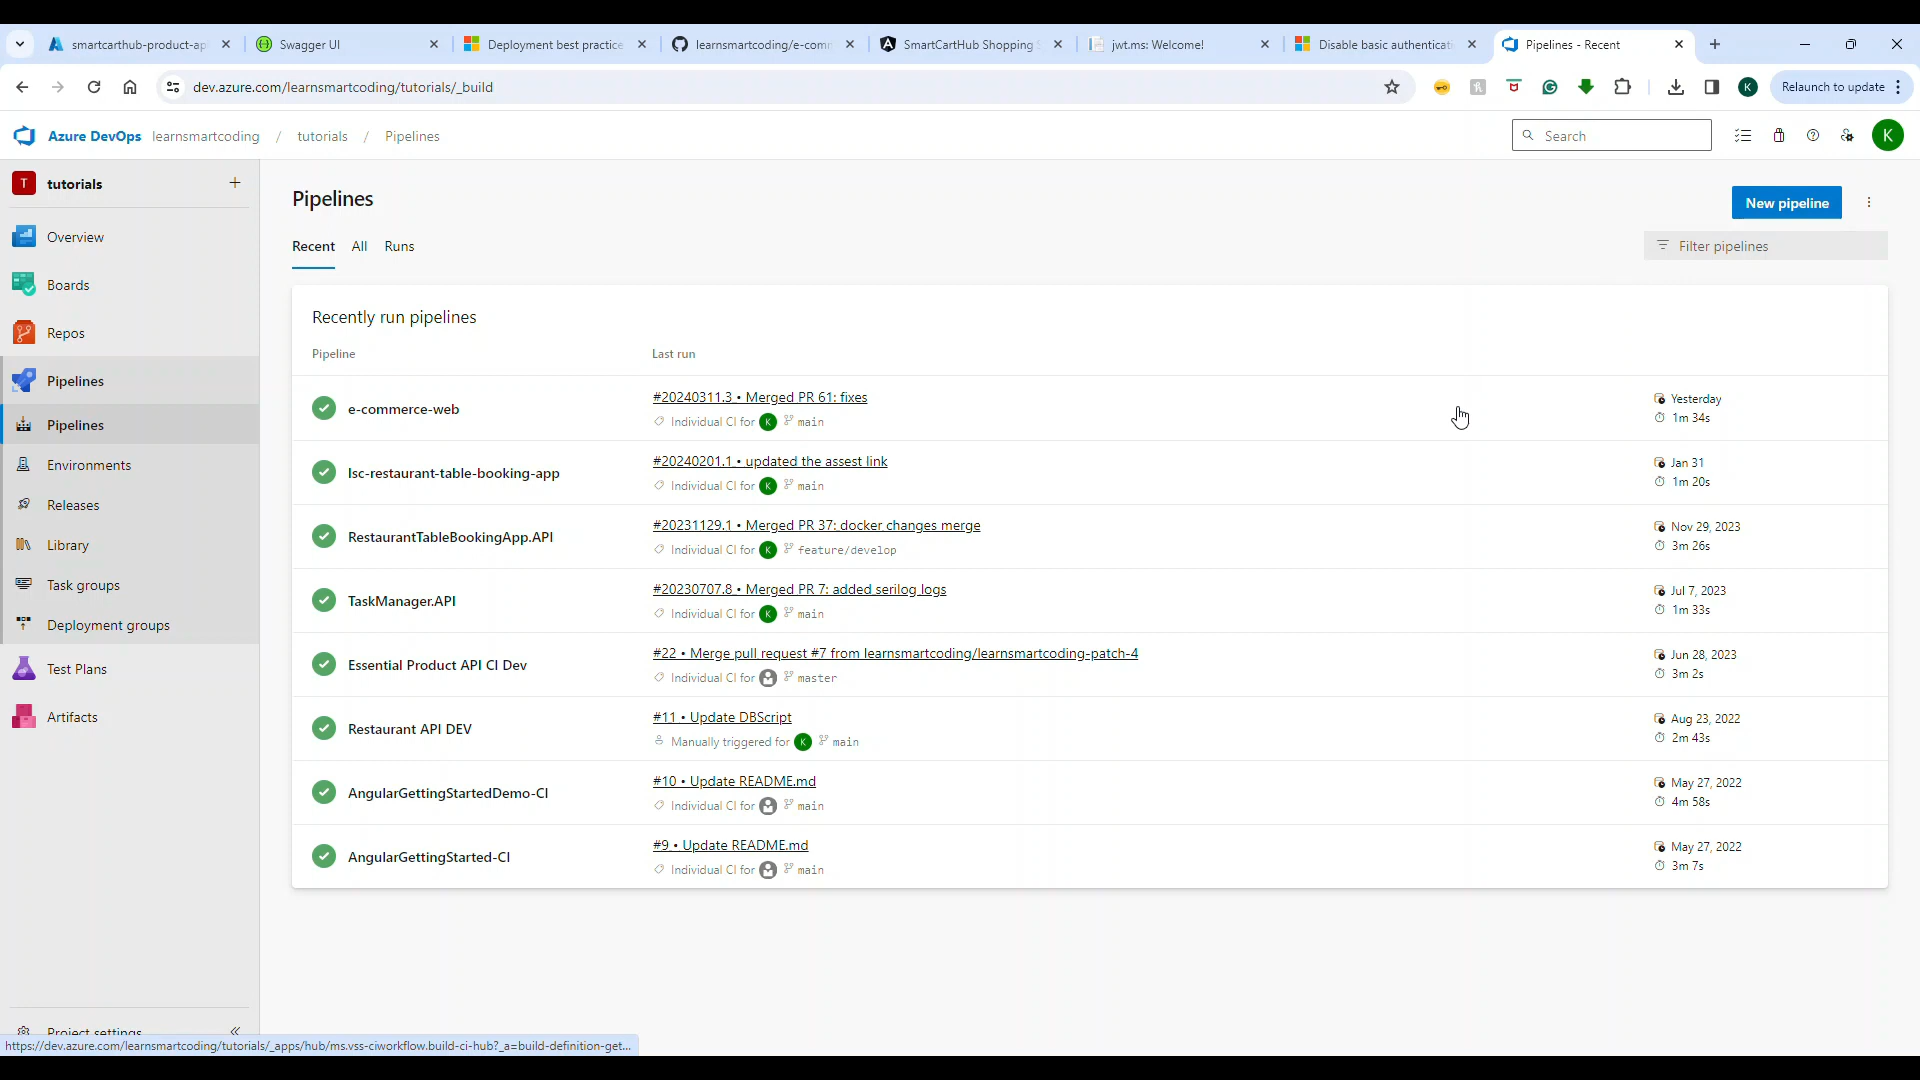 smartcarthub-product-ap
Swagger UI
Deployment best practice
learnsmartcoding/e-comm
SmartCartHub Shopping S
jwt.ms: Welcome!
Disable basic authenticati
Pipelines - Recent
dev.azure.com/learnsmartcoding/tutorials/_build
K
Relaunch to update
Azure DevOps learnsmartcoding / tutorials / Pipelines
Search
K
T tutorials
Overview
Boards
Repos
Pipelines
Pipelines
Environments
Releases
Library
Task groups
Deployment groups
Test Plans
Artifacts
Project settings
https://dev.azure.com/learnsmartcoding/tutorials/_apps/hub/ms.vss-ciworkflow.build-ci-hub?_a=build-definition-get...
Pipelines
New pipeline
Recent All Runs
Filter pipelines
Recently run pipelines
Pipeline Last run
e-commerce-web
#20240311.3 • Merged PR 61: fixes
Individual CI for K main
Yesterday
1m 34s
lsc-restaurant-table-booking-app
#20240201.1 • updated the assest link
Individual CI for K main
Jan 31
1m 20s
RestaurantTableBookingApp.API
#20231129.1 • Merged PR 37: docker changes merge
Individual CI for K feature/develop
Nov 29, 2023
3m 26s
TaskManager.API
#20230707.8 • Merged PR 7: added serilog logs
Individual CI for K main
Jul 7, 2023
1m 33s
Essential Product API CI Dev
#22 • Merge pull request #7 from learnsmartcoding/learnsmartcoding-patch-4
Individual CI for master
Jun 28, 2023
3m 2s
Restaurant API DEV
#11 • Update DBScript
Manually triggered for K main
Aug 23, 2022
2m 43s
AngularGettingStartedDemo-CI
#10 • Update README.md
Individual CI for main
May 27, 2022
4m 58s
AngularGettingStarted-CI
#9 • Update README.md
Individual CI for main
May 27, 2022
3m 7s